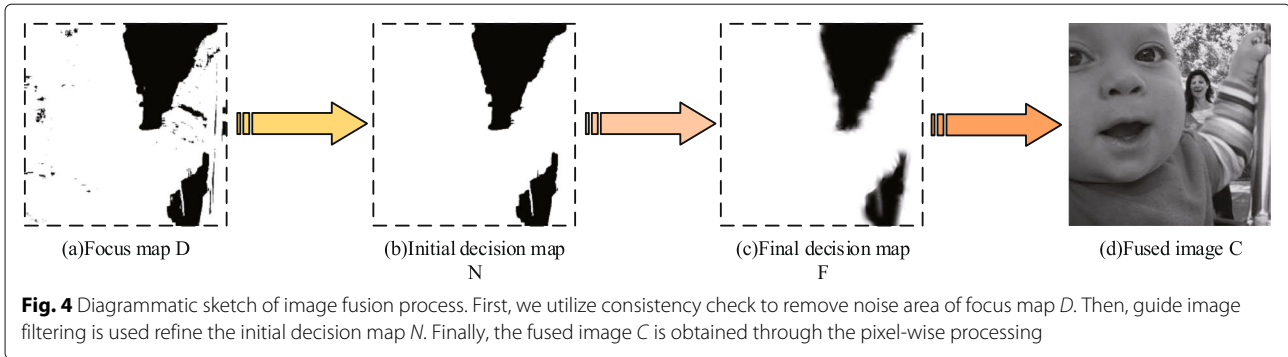 (a)Focus map D
(b)Initial decision map
N
(c)Final decision map
F
(d)Fused image C
Fig. 4 Diagrammatic sketch of image fusion process. First, we utilize consistency check to remove noise area of focus map D. Then, guide image
filtering is used refine the initial decision map N. Finally, the fused image C is obtained through the pixel-wise processing